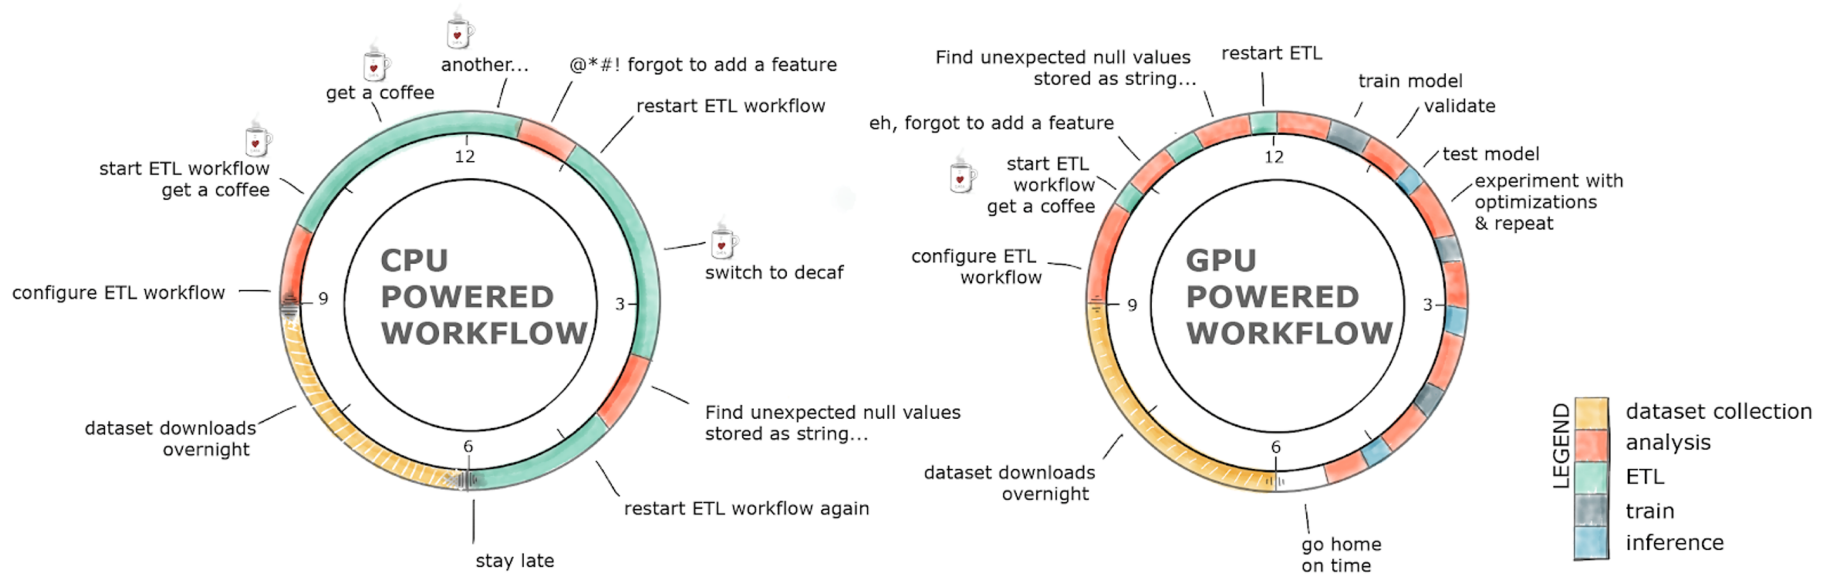 another...
@*#! forgot to add a feature
get a coffee
restart ETL workflow
start ETL workflow
get a coffee
12
CPU
POWERED
WORKFLOW
9
3
6
configure ETL workflow
switch to decaf
dataset downloads
overnight
Find unexpected null values
stored as string...
restart ETL workflow again
stay late
Find unexpected null values
stored as string...
restart ETL
train model
validate
eh, forgot to add a feature
test model
start ETL
workflow
get a coffee
experiment with
optimizations
& repeat
12
configure ETL
workflow
GPU
POWERED
WORKFLOW
9
3
6
dataset downloads
overnight
go home
on time
LEGEND
dataset collection
analysis
ETL
train
inference